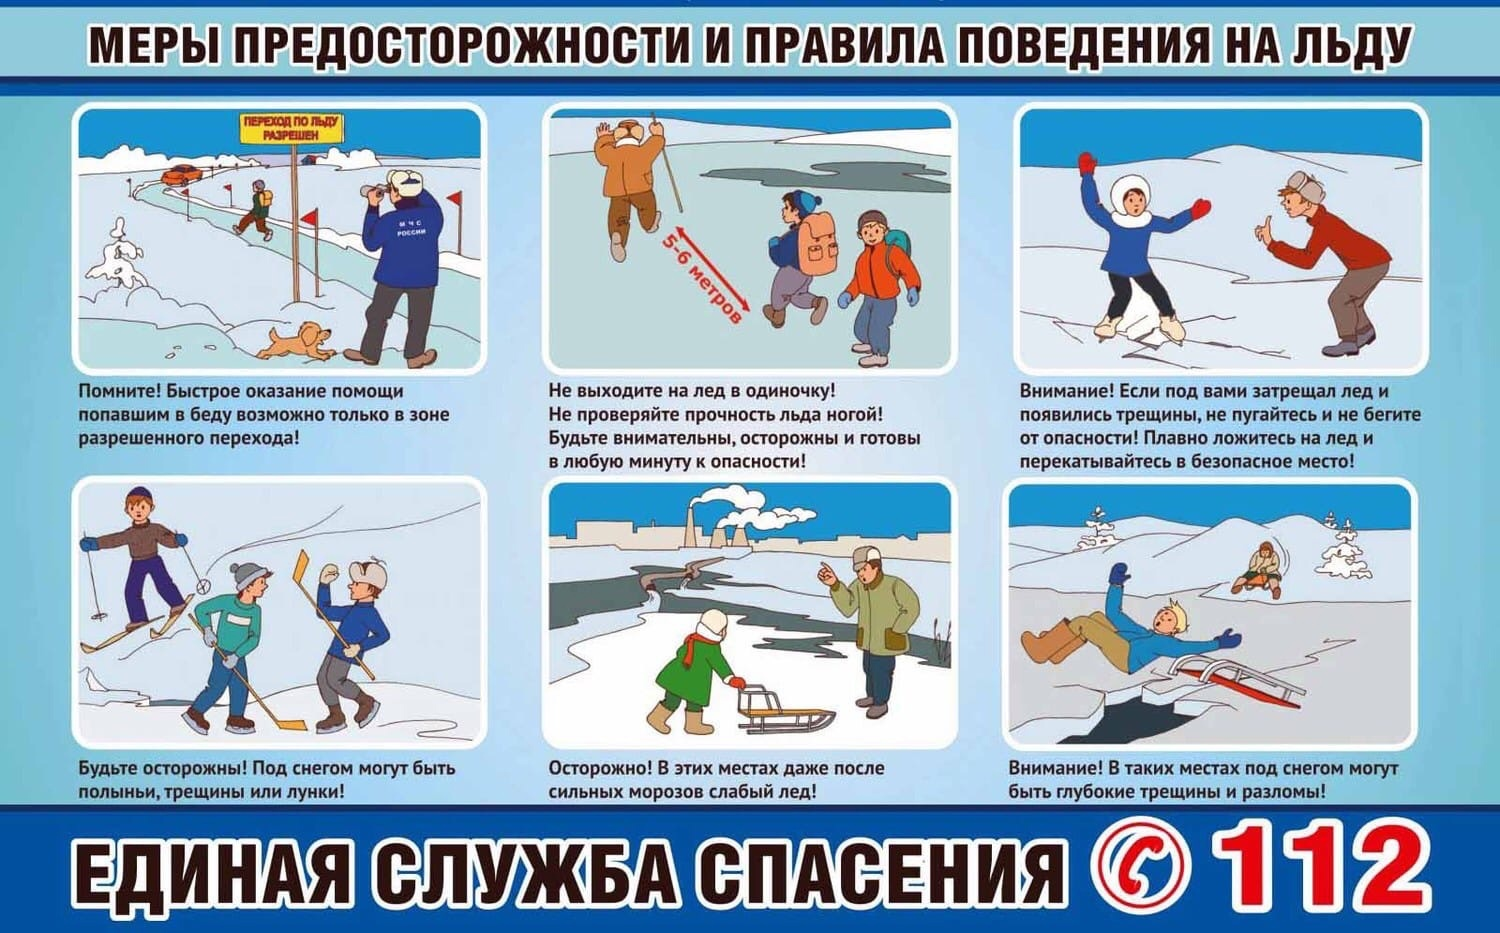 МЕРЫ ПРЕДОСТОРОЖНОСТИ И ПРАВИЛА ПОВЕДЕНИЯ НА ЛЬДУ
ПЕРЕХОД ПО ЛЬДУ
РАЗРЕШЕН
МЧС
РОССИИ
Помните! Быстрое оказание помощи
попавшим в беду возможно только в зоне
разрешенного перехода!
5-6 метров
Не выходите на лед в одиночку!
Не проверяйте прочность льда ногой!
Будьте внимательны, осторожны и готовы
в любую минуту к опасности!
Внимание! Если под вами затрещал лед и
появились трещины, не пугайтесь и не бегите
от опасности! Плавно ложитесь на лед и
перекатывайтесь в безопасное место!
Будьте осторожны! Под снегом могут быть
полыньи, трещины или лунки!
Осторожно! В этих местах даже после
сильных морозов слабый лед!
Внимание! В таких местах под снегом могут
быть глубокие трещины и разломы!
ЕДИНАЯ СЛУЖБА СПАСЕНИЯ 112